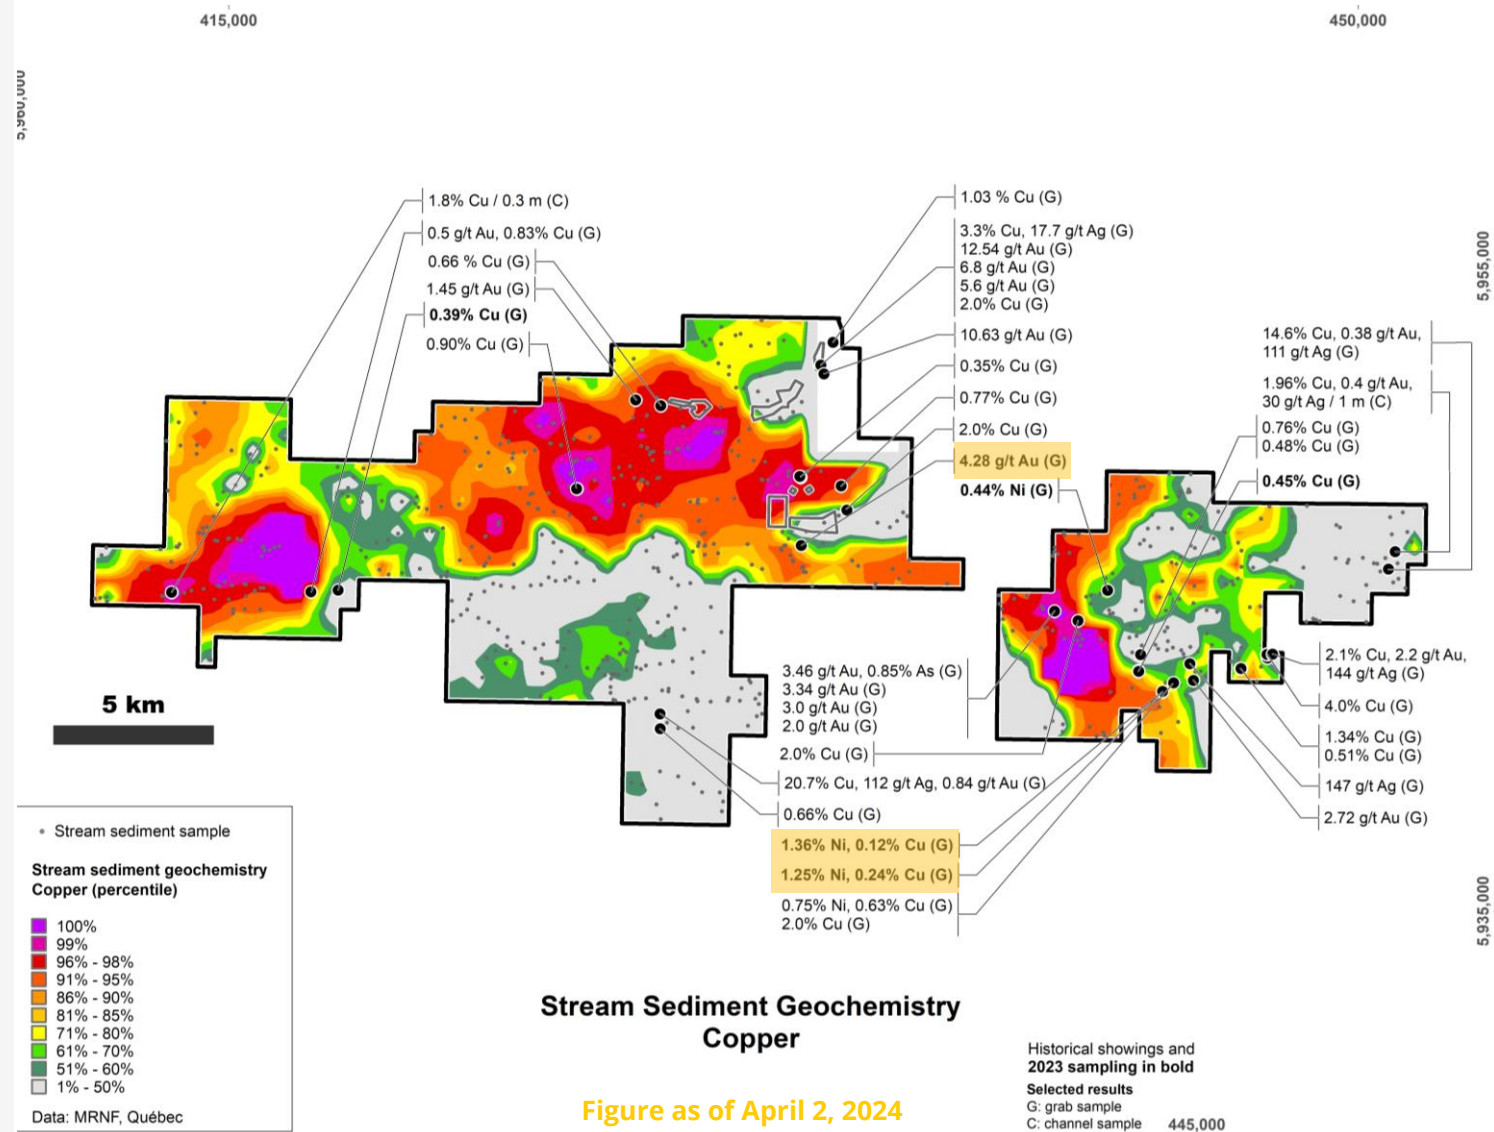 415,000
450,000
5,960,000
5,955,000
1.8% Cu / 0.3 m (C)
0.5 g/t Au, 0.83% Cu (G)
0.66 % Cu (G)
1.45 g/t Au (G)
0.39% Cu (G)
0.90% Cu (G)
1.03 % Cu (G)
3.3% Cu, 17.7 g/t Ag (G)
12.54 g/t Au (G)
6.8 g/t Au (G)
5.6 g/t Au (G)
2.0% Cu (G)
10.63 g/t Au (G)
0.35% Cu (G)
0.77% Cu (G)
2.0% Cu (G)
4.28 g/t Au (G)
0.44% Ni (G)
14.6% Cu, 0.38 g/t Au,
111 g/t Ag (G)
1.96% Cu, 0.4 g/t Au,
30 g/t Ag / 1 m (C)
0.76% Cu (G)
0.48% Cu (G)
0.45% Cu (G)
5 km
3.46 g/t Au, 0.85% As (G)
3.34 g/t Au (G)
3.0 g/t Au (G)
2.0 g/t Au (G)
2.0% Cu (G)
20.7% Cu, 112 g/t Ag, 0.84 g/t Au (G)
0.66% Cu (G)
1.36% Ni, 0.12% Cu (G)
1.25% Ni, 0.24% Cu (G)
0.75% Ni, 0.63% Cu (G)
2.0% Cu (G)
2.1% Cu, 2.2 g/t Au,
144 g/t Ag (G)
4.0% Cu (G)
1.34% Cu (G)
0.51% Cu (G)
147 g/t Ag (G)
2.72 g/t Au (G)
5,935,000
Stream sediment sample
Stream sediment geochemistry
Copper (percentile)
100%
99%
96% - 98%
91% - 95%
86% - 90%
81% - 85%
71% - 80%
61% - 70%
51% - 60%
1% - 50%
Data: MRNF, Québec
Stream Sediment Geochemistry
Copper
Figure as of April 2, 2024
Historical showings and
2023 sampling in bold
Selected results
G: grab sample
C: channel sample
445,000